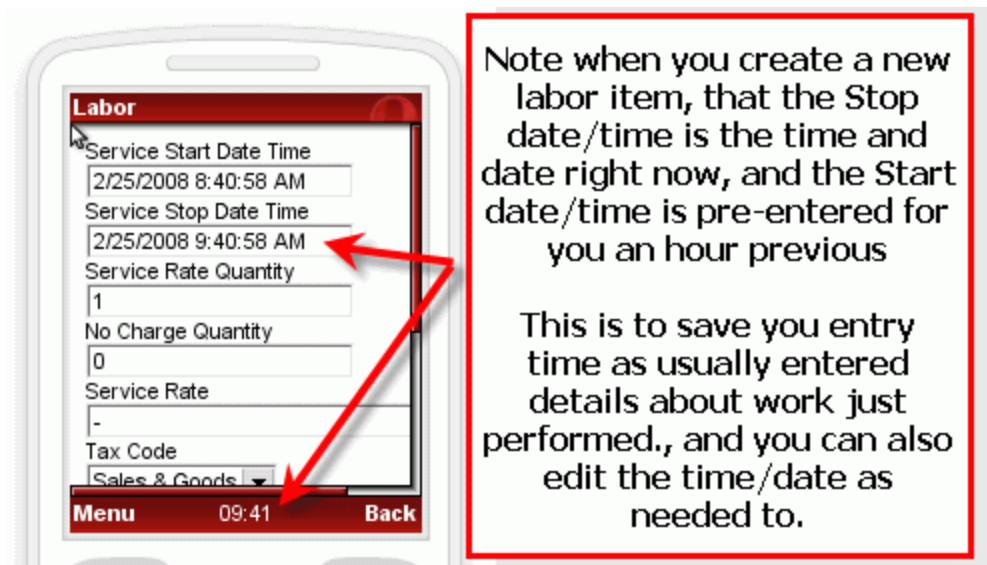 Labor
Service Start Date Time
2/25/2008 8:40:58 AM
Service Stop Date Time
2/25/2008 9:40:58 AM
Service Rate Quantity
1
No Charge Quantity
0
Service Rate
-
Tax Code
Sales & Goods
Menu 09:41 Back
Note when you create a new
labor item, that the Stop
date/time is the time and
date right now, and the Start
date/time is pre-entered for
you an hour previous
This is to save you entry
time as usually entered
details about work just
performed., and you can also
edit the time/date as
needed to.